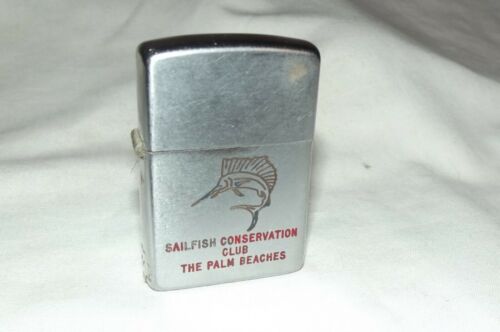 SAILFISH CONSERVATION
CLUB
THE PALM BEACHES